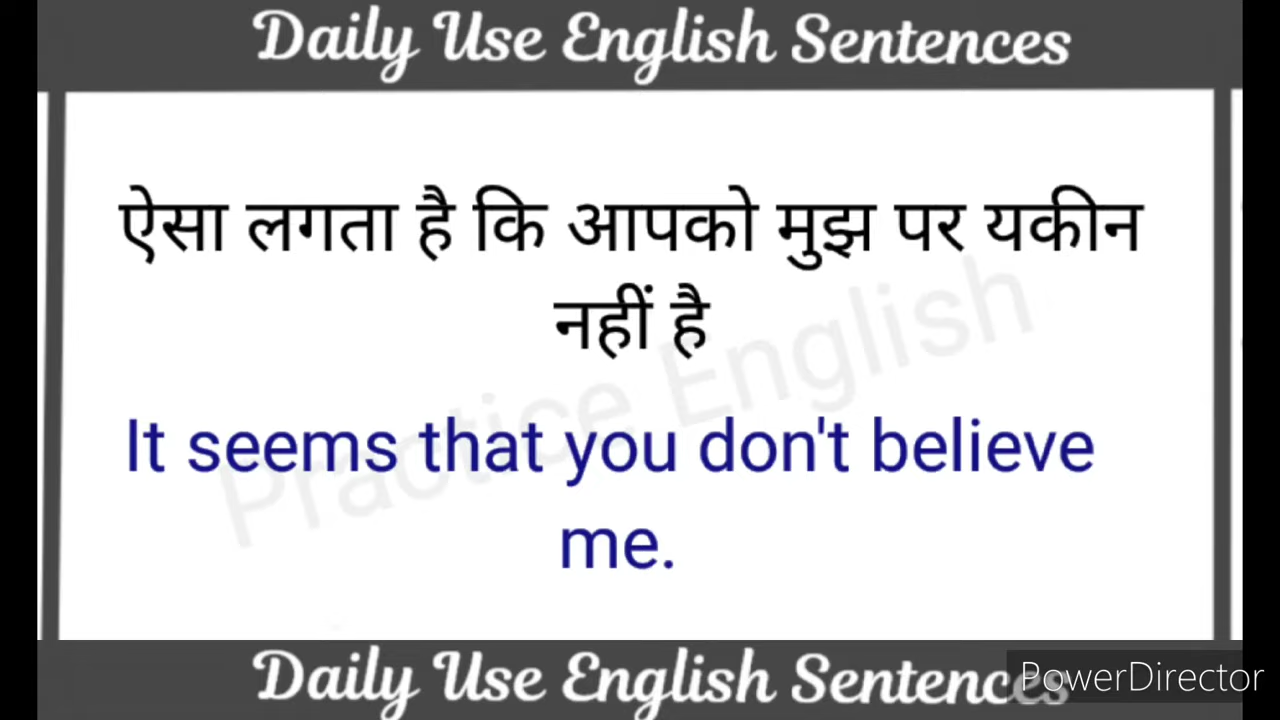 Daily Use English Sentences
ऐसा लगता है कि आपको मुझ पर यकीन
नहीं है
Practice English
It seems that you don't believe
me.
Daily Use English Sentences
PowerDirector